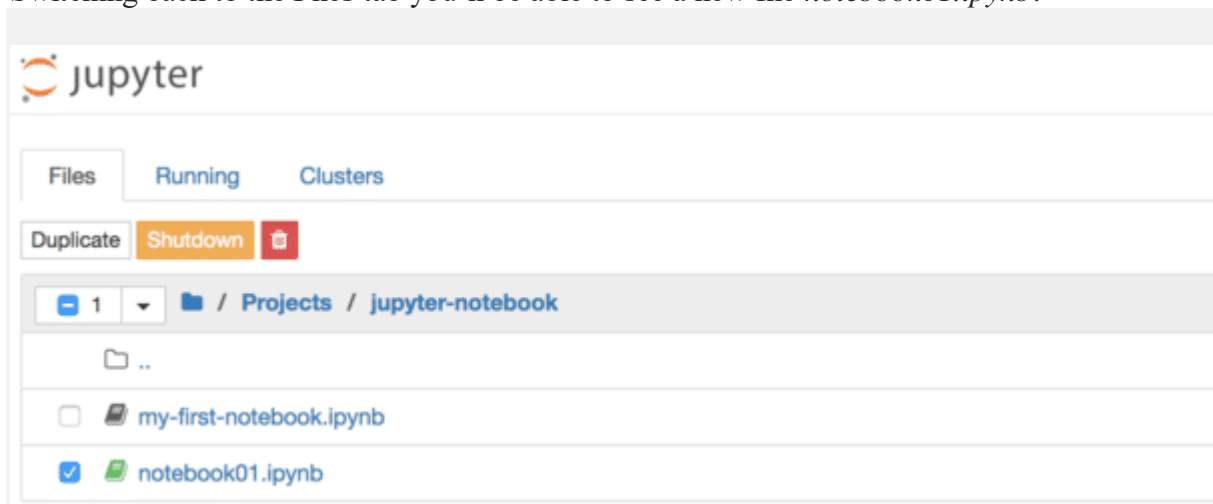 jupyter
Files Running Clusters
Duplicate Shutdown
1 / Projects / jupyter-notebook
..
my-first-notebook.ipynb
notebook01.ipynb